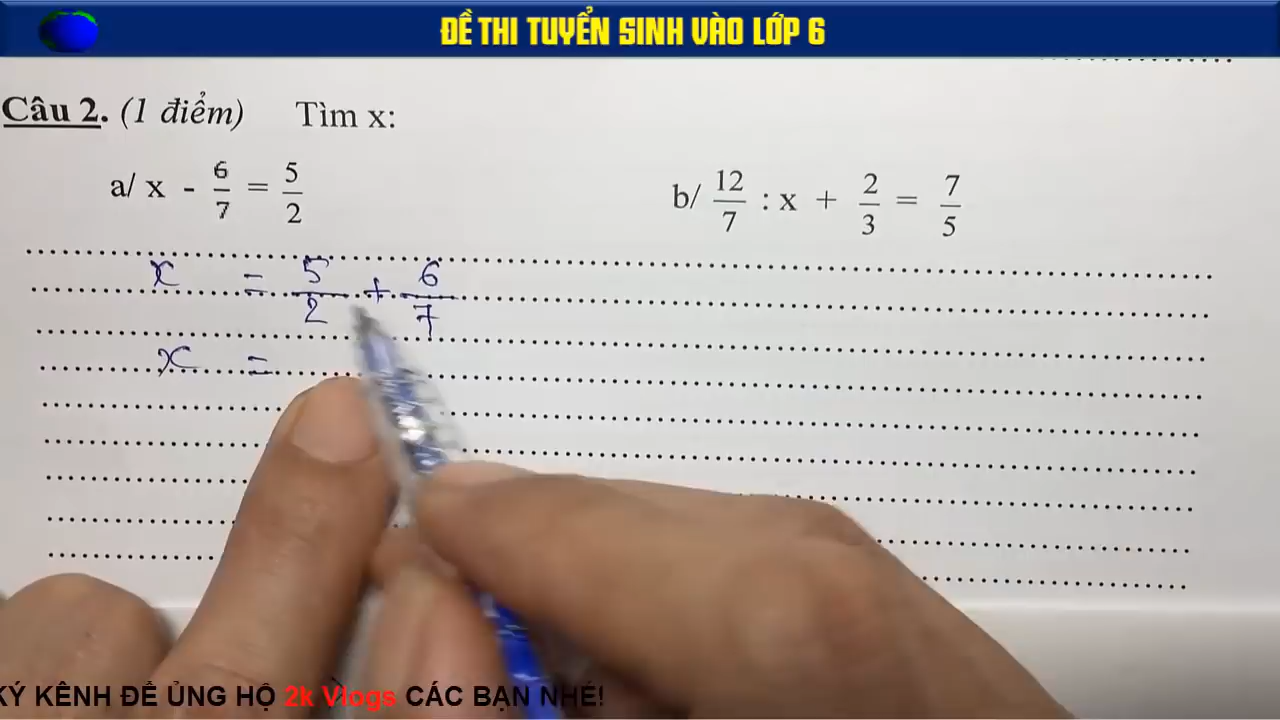 ĐỀ THI TUYỂN SINH VÀO LỚP 6
Câu 2. (1 điểm) Tìm x:
a/ x - 6/7 = 5/2
b/ 12/7 : x + 2/3 = 7/5
x = 5/2 + 6/7
x =
KÝ KÊNH ĐỂ ỦNG HỘ 2k Vlogs CÁC BẠN NHÉ!